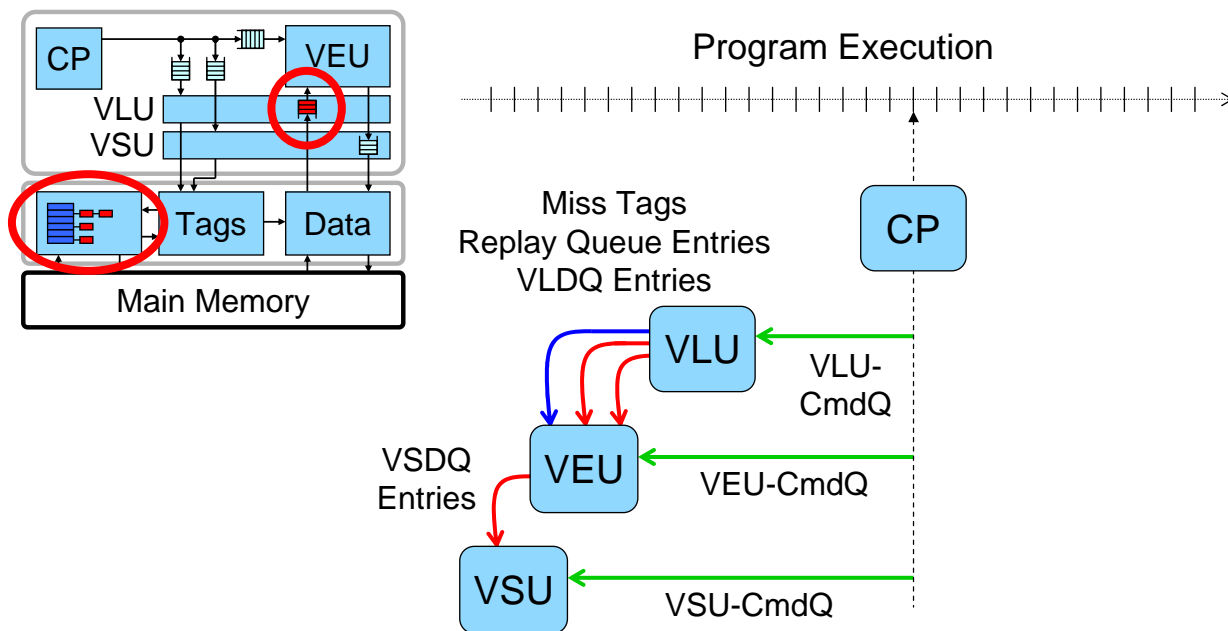 CP
VEU
VLU
VSU
Tags
Data
Main Memory
Program Execution
Miss Tags
Replay Queue Entries
VLDQ Entries
CP
VLU
VLU-
CmdQ
VSDQ
Entries
VEU
VEU-CmdQ
VSU
VSU-CmdQ